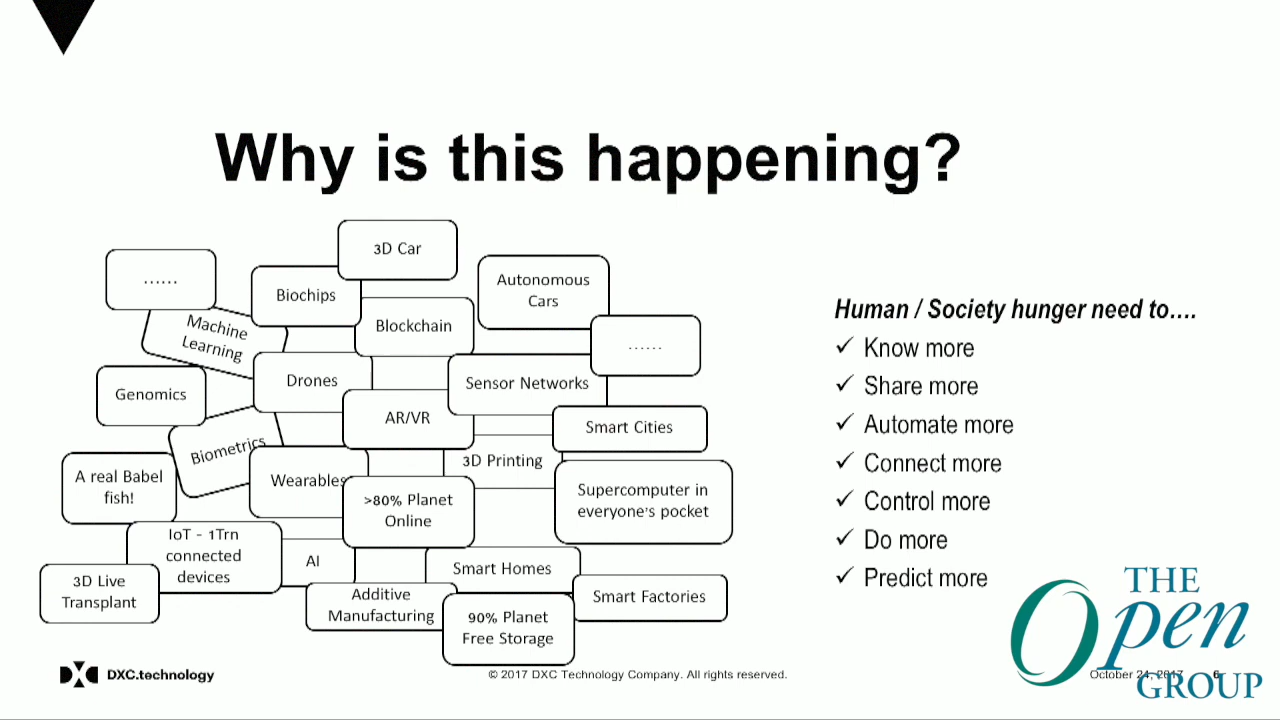 Why is this happening?
3D Car
......
Biochips
Autonomous
Cars
Machine
Learning
Blockchain
......
Genomics
Drones
Sensor Networks
AR/VR
Smart Cities
Biometrics
A real Babel
fish!
Wearables
3D Printing
>80% Planet
Online
Supercomputer in
everyone's pocket
IoT - 1Trn
connected
devices
AI
Smart Homes
3D Live
Transplant
Additive
Manufacturing
90% Planet
Free Storage
Smart Factories
Human / Society hunger need to....
✓ Know more
✓ Share more
✓ Automate more
✓ Connect more
✓ Control more
✓ Do more
✓ Predict more
THE
Open
GROUP
DXC.technology
© 2017 DXC Technology Company. All rights reserved.
October 24, 2017
6